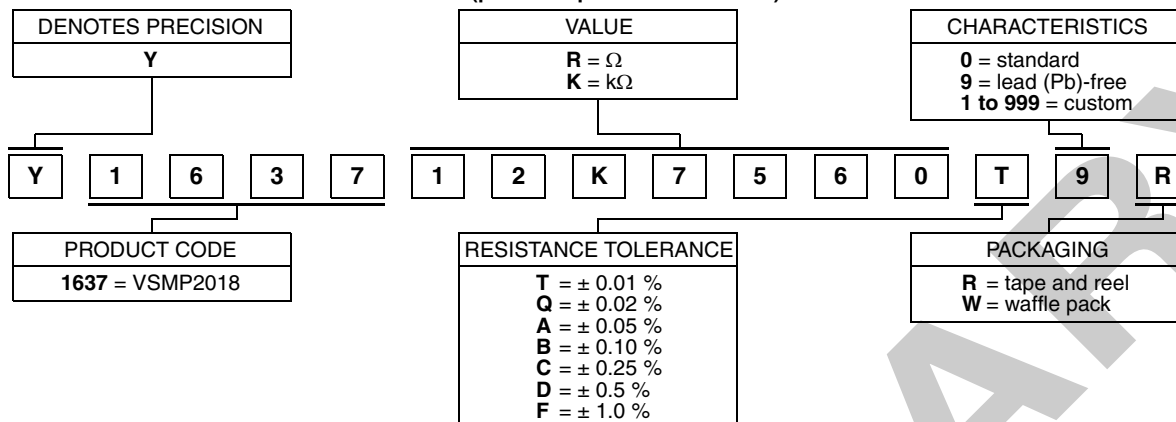 DENOTES PRECISION
Y
VALUE
R = Ω
K = kΩ
CHARACTERISTICS
0 = standard
9 = lead (Pb)-free
1 to 999 = custom
Y 1 6 3 7 1 2 K 7 5 6 0 T 9 R
PRODUCT CODE
1637 = VSMP2018
RESISTANCE TOLERANCE
T = ± 0.01 %
Q = ± 0.02 %
A = ± 0.05 %
B = ± 0.10 %
C = ± 0.25 %
D = ± 0.5 %
F = ± 1.0 %
PACKAGING
R = tape and reel
W = waffle pack